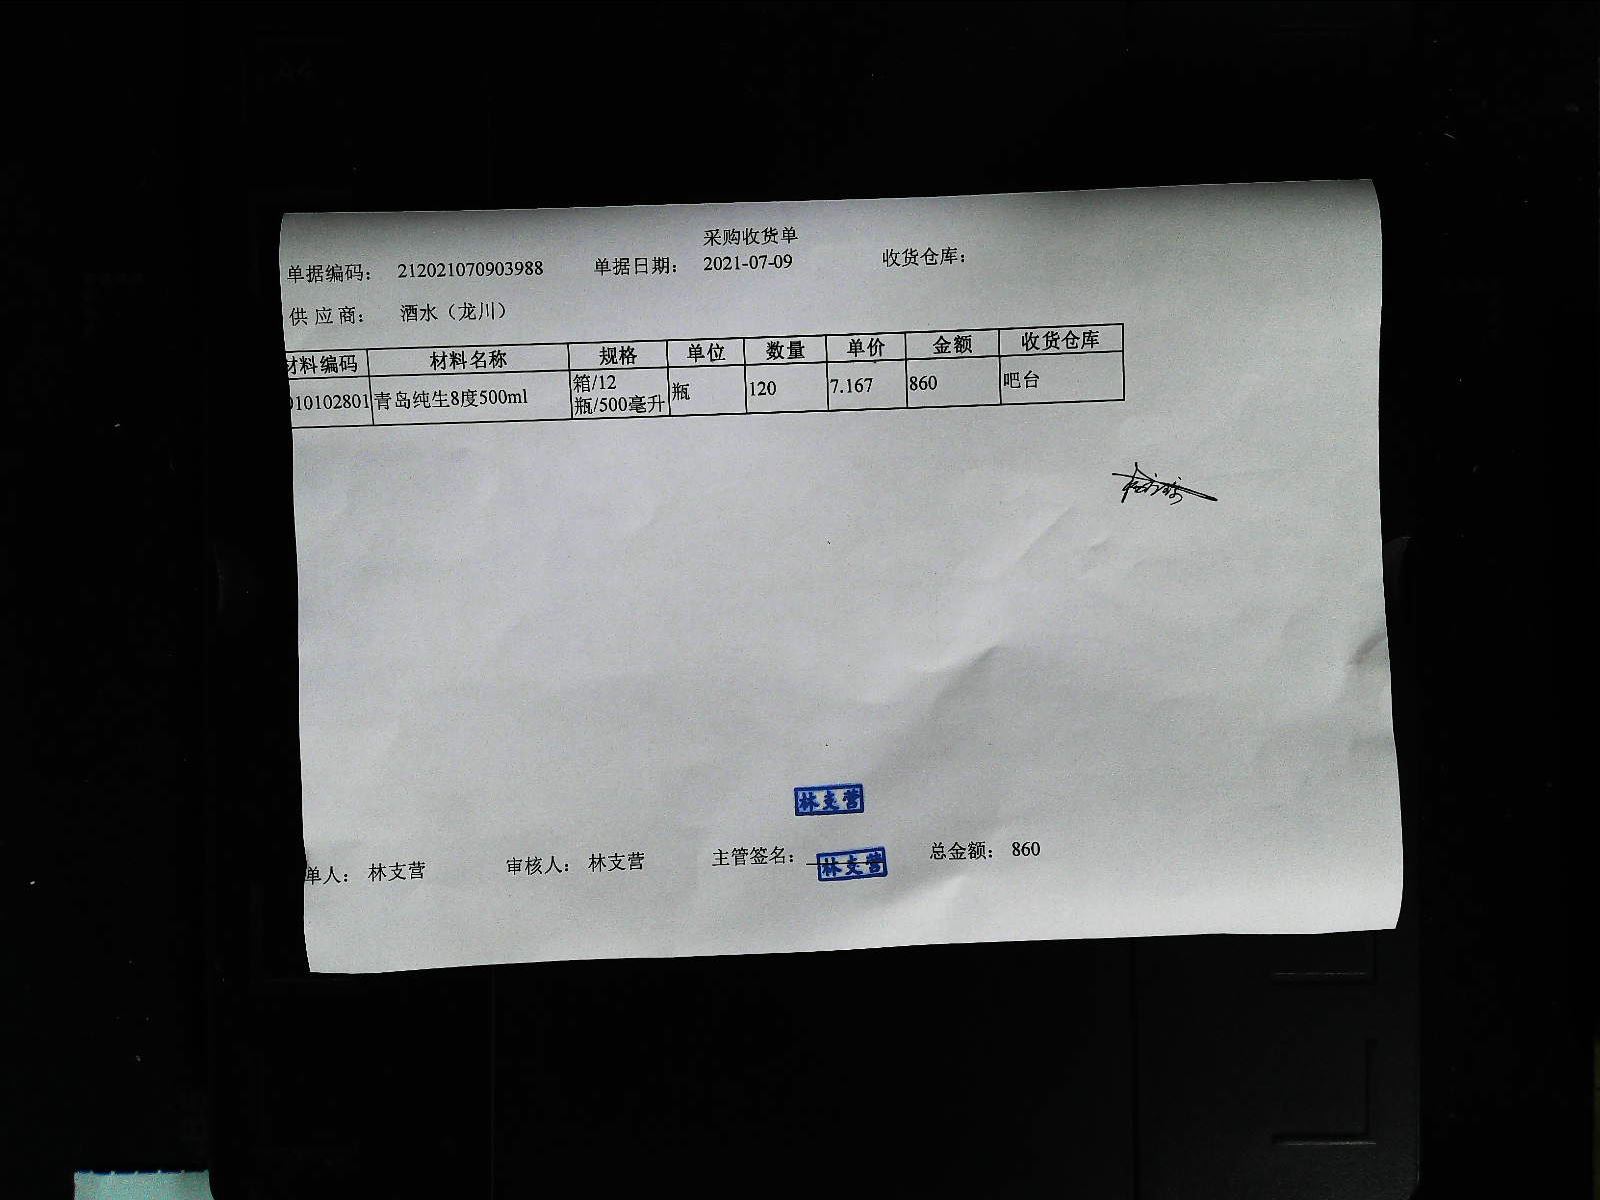 采购收货单
单据编码： 212021070903988 单据日期： 2021-07-09 收货仓库：
供 应 商： 酒水（龙川）
材料编码 材料名称 规格 单位 数量 单价 金额 收货仓库
010102801 青岛纯生8度500ml 箱/12瓶/500毫升 瓶 120 7.167 860 吧台
林支营
单人： 林支营 审核人： 林支营 主管签名： 林支营 总金额： 860